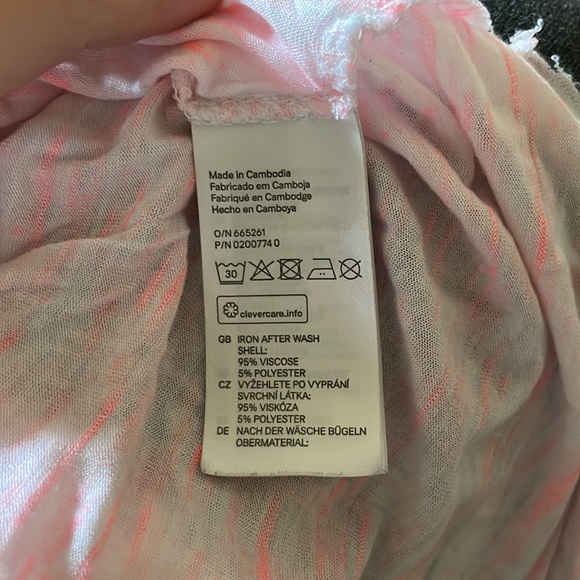 Made in Cambodia
Fabricado em Camboja
Fabriqué en Cambodge
Hecho en Camboya
O/N 665261
P/N 0200774 0
30
clevercare.info
GB IRON AFTER WASH
SHELL:
95% VISCOSE
5% POLYESTER
CZ VYŽEHLETE PO VYPRÁNÍ
SVRCHNÍ LÁTKA:
95% VISKÓZA
5% POLYESTER
DE NACH DER WÄSCHE BÜGELN
OBERMATERIAL: